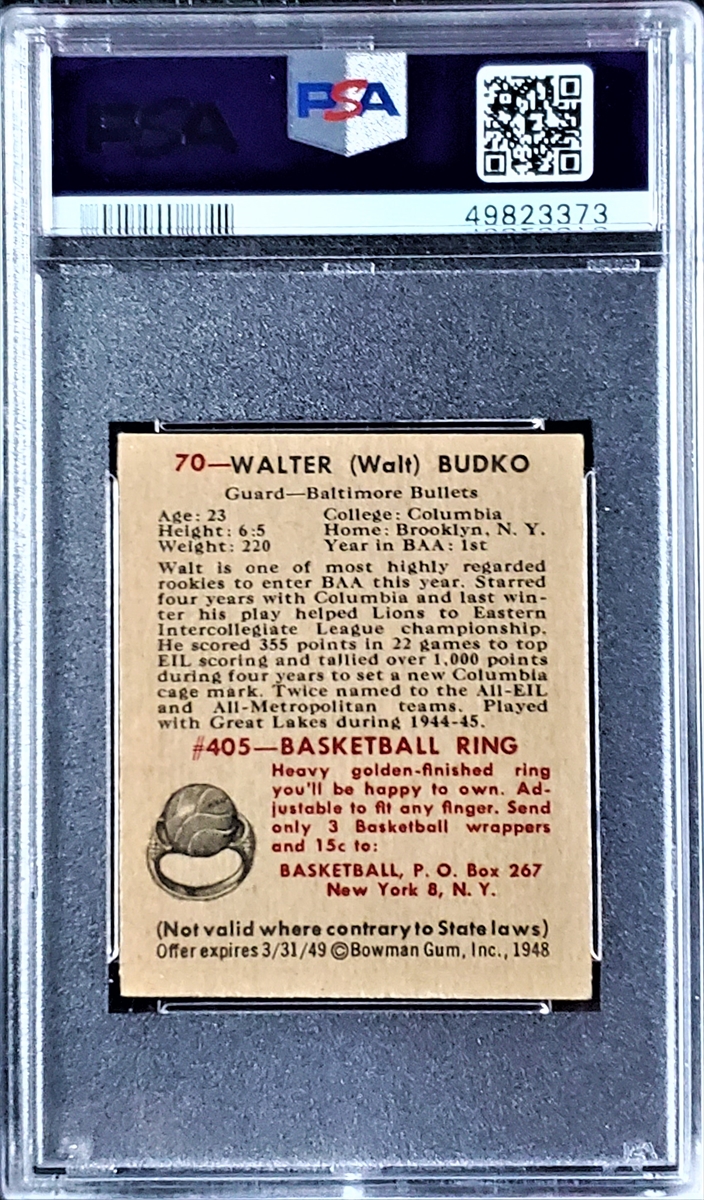 PSA
PSA
49823373
70—WALTER (Walt) BUDKO
Guard—Baltimore Bullets
Age: 23 College: Columbia
Height: 6:5 Home: Brooklyn, N. Y.
Weight: 220 Year in BAA: 1st
Walt is one of most highly regarded
rookies to enter BAA this year. Starred
four years with Columbia and last win-
ter his play helped Lions to Eastern
Intercollegiate League championship.
He scored 355 points in 22 games to top
EIL scoring and tallied over 1,000 points
during four years to set a new Columbia
cage mark. Twice named to the All-EIL
and All-Metropolitan teams. Played
with Great Lakes during 1944-45.
#405—BASKETBALL RING
Heavy golden-finished ring
you'll be happy to own. Ad-
justable to fit any finger. Send
only 3 Basketball wrappers
and 15c to:
BASKETBALL, P. O. Box 267
New York 8, N. Y.
(Not valid where contrary to State laws)
Offer expires 3/31/49 ©Bowman Gum, Inc., 1948